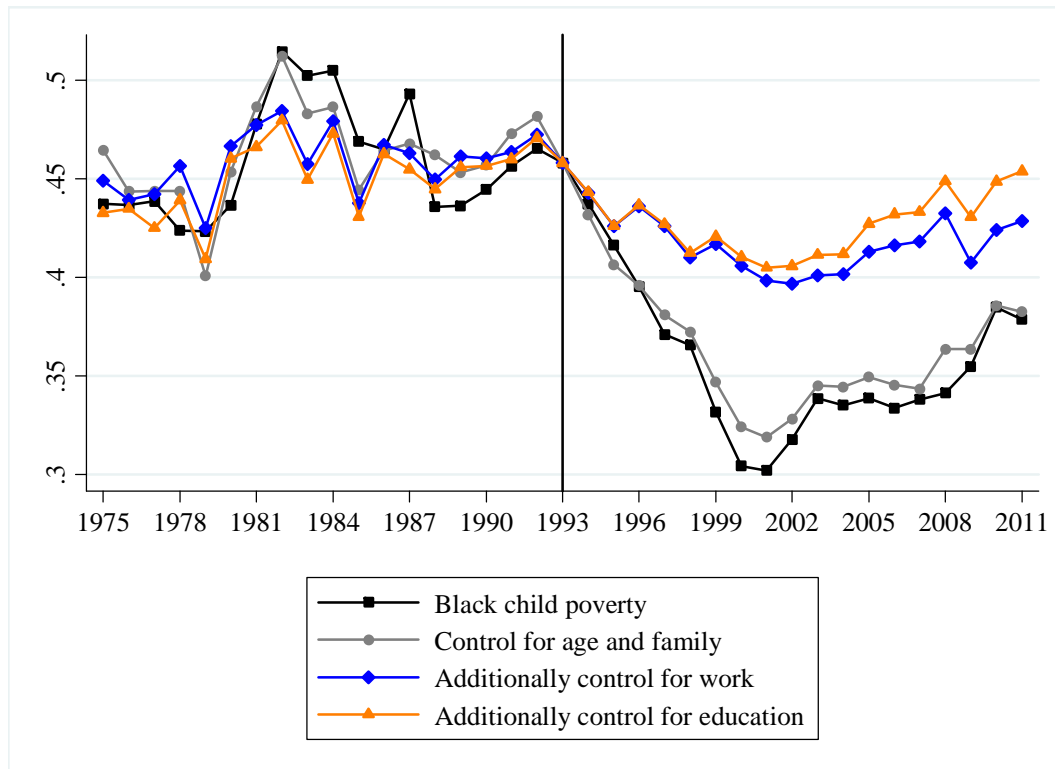 .5
.45
.4
.35
.3
1975 1978 1981 1984 1987 1990 1993 1996 1999 2002 2005 2008 2011
Black child poverty
Control for age and family
Additionally control for work
Additionally control for education